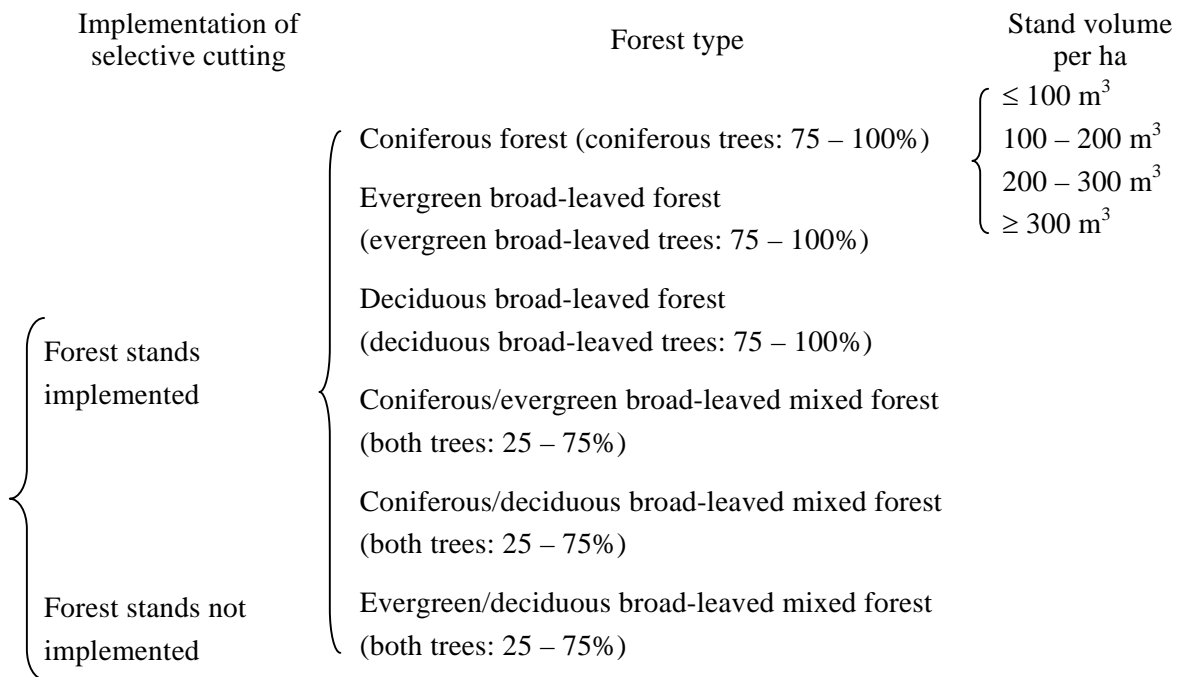 Implementation of
selective cutting
Forest type
Stand volume
per ha
≤ 100 m³
100 – 200 m³
200 – 300 m³
≥ 300 m³
Coniferous forest (coniferous trees: 75 – 100%)
Evergreen broad-leaved forest
(evergreen broad-leaved trees: 75 – 100%)
Deciduous broad-leaved forest
(deciduous broad-leaved trees: 75 – 100%)
Forest stands
implemented
Coniferous/evergreen broad-leaved mixed forest
(both trees: 25 – 75%)
Coniferous/deciduous broad-leaved mixed forest
(both trees: 25 – 75%)
Forest stands not
implemented
Evergreen/deciduous broad-leaved mixed forest
(both trees: 25 – 75%)